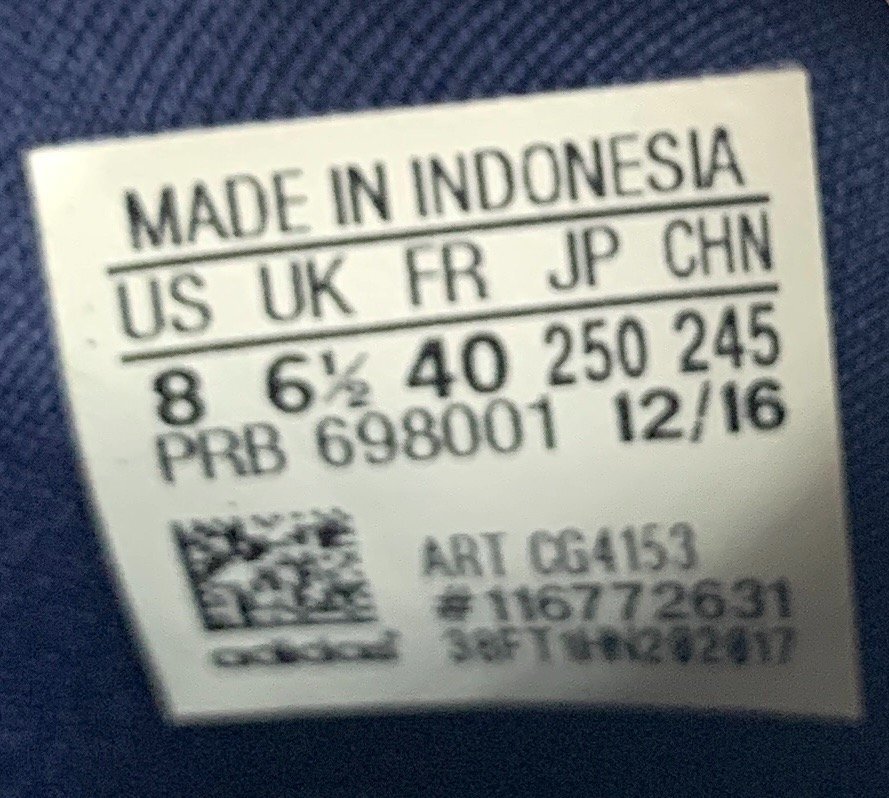 MADE IN INDONESIA
US UK FR JP CHN
8 6½ 40 250 245
PRB 698001 12/16
ART CG4153
#116772631
adidas